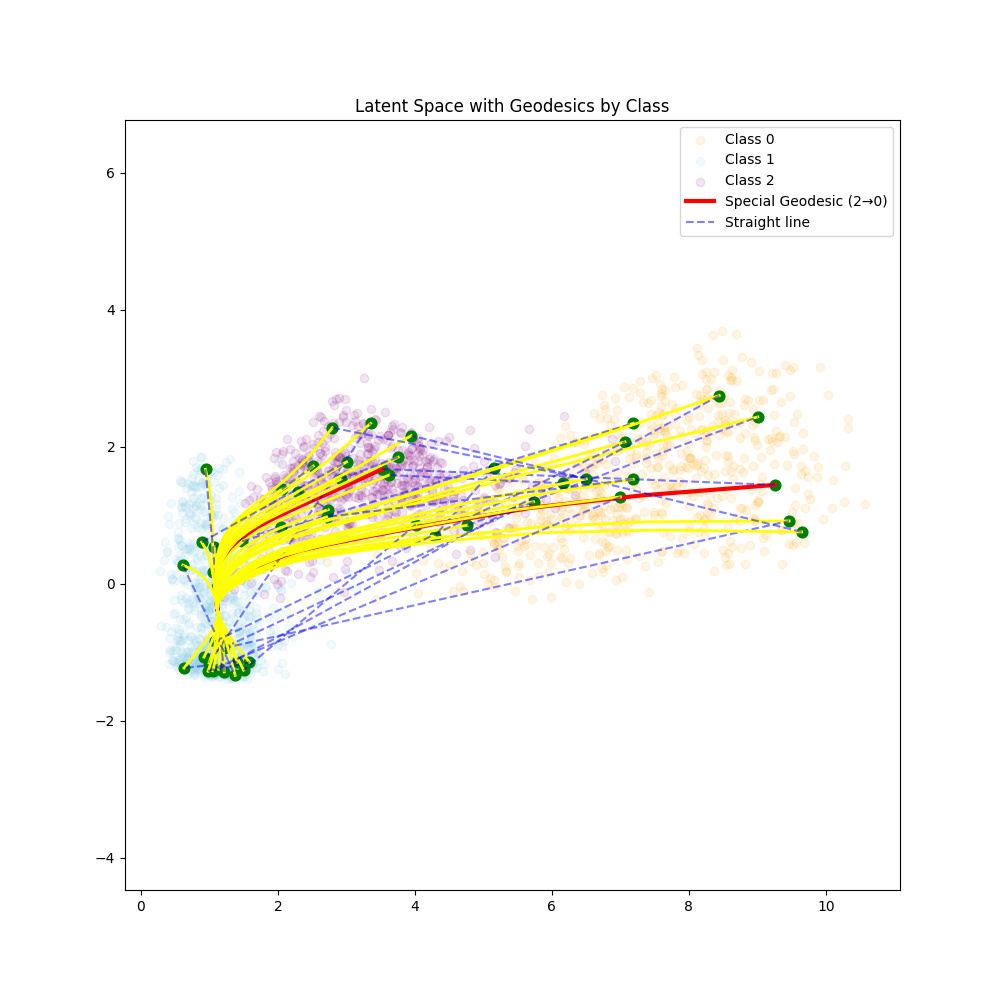 Latent Space with Geodesics by Class
Class 0
Class 1
Class 2
Special Geodesic (2→0)
Straight line
6
4
2
0
−2
−4
0 2 4 6 8 10